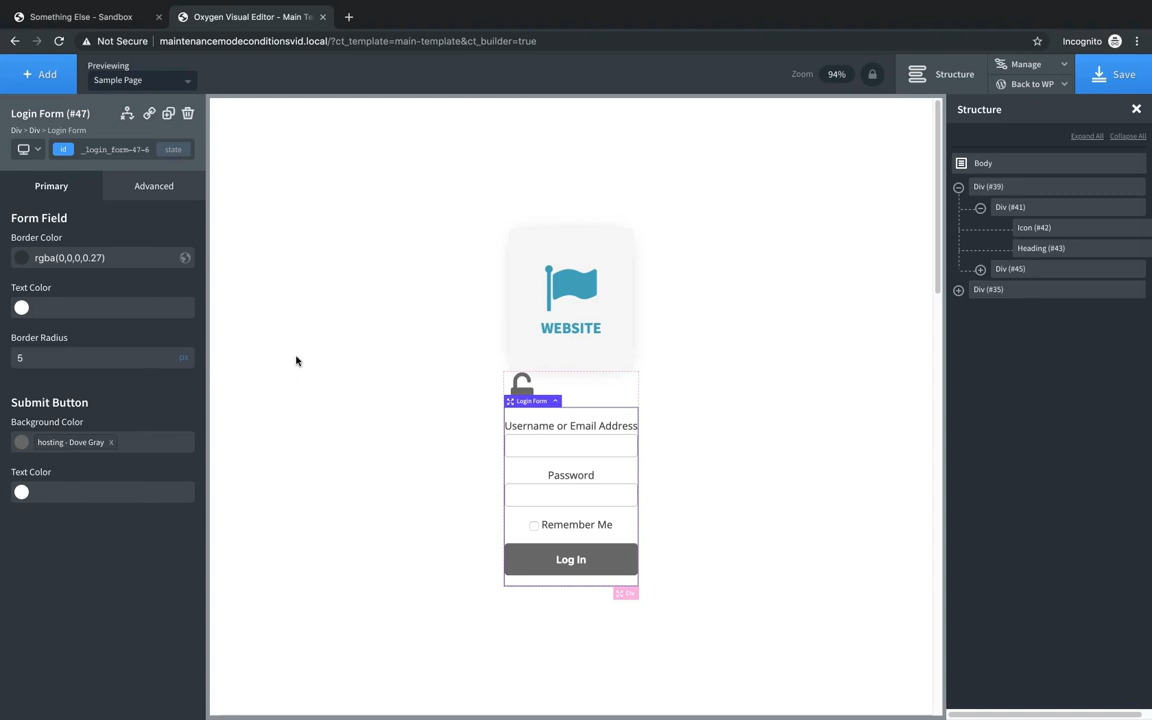 Something Else - Sandbox
Oxygen Visual Editor - Main Te
Not Secure
maintenancemodeconditionsvid.local/?ct_template=main-template&ct_builder=true
Incognito
+ Add
Previewing
Sample Page
Zoom
94%
Structure
Manage
Back to WP
Save
Login Form (#47)
Div > Div > Login Form
id
_login_form-47-6
state
Primary
Advanced
Form Field
Border Color
rgba(0,0,0,0.27)
Text Color
Border Radius
5
px
Submit Button
Background Color
hosting - Dove Gray x
Text Color
WEBSITE
Login Form
Username or Email Address
Password
Remember Me
Log In
Div
Structure
Expand All
Collapse All
Body
Div (#39)
Div (#41)
Icon (#42)
Heading (#43)
Div (#45)
Div (#35)